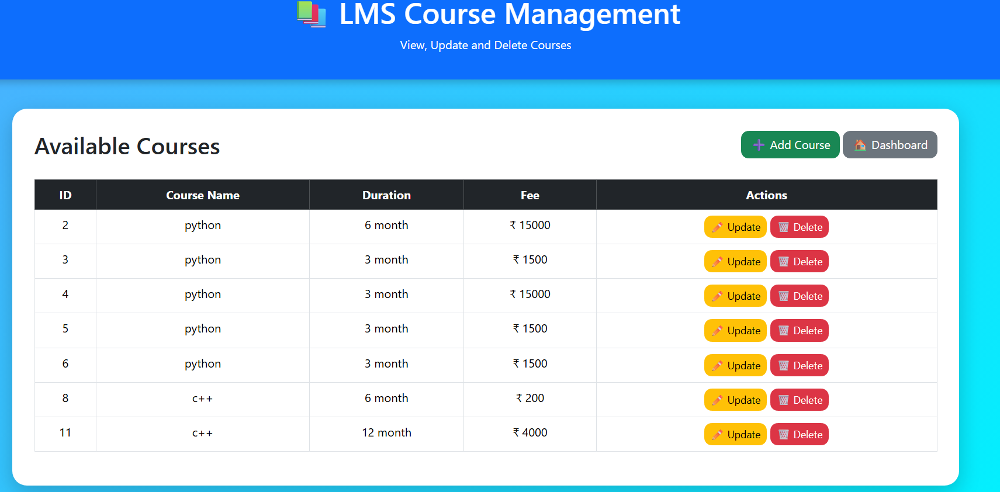 📚 LMS Course Management
View, Update and Delete Courses
Available Courses
➕ Add Course 🏠 Dashboard
ID Course Name Duration Fee Actions
2 python 6 month ₹ 15000 ✏️ Update 🗑️ Delete
3 python 3 month ₹ 1500 ✏️ Update 🗑️ Delete
4 python 3 month ₹ 15000 ✏️ Update 🗑️ Delete
5 python 3 month ₹ 1500 ✏️ Update 🗑️ Delete
6 python 3 month ₹ 1500 ✏️ Update 🗑️ Delete
8 c++ 6 month ₹ 200 ✏️ Update 🗑️ Delete
11 c++ 12 month ₹ 4000 ✏️ Update 🗑️ Delete